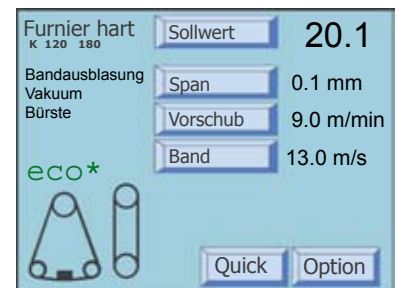 Furnier hart Sollwert 20.1
K 120 180
Bandausblasung Span 0.1 mm
Vakuum
Bürste Vorschub 9.0 m/min
Band 13.0 m/s
eco*
Quick Option